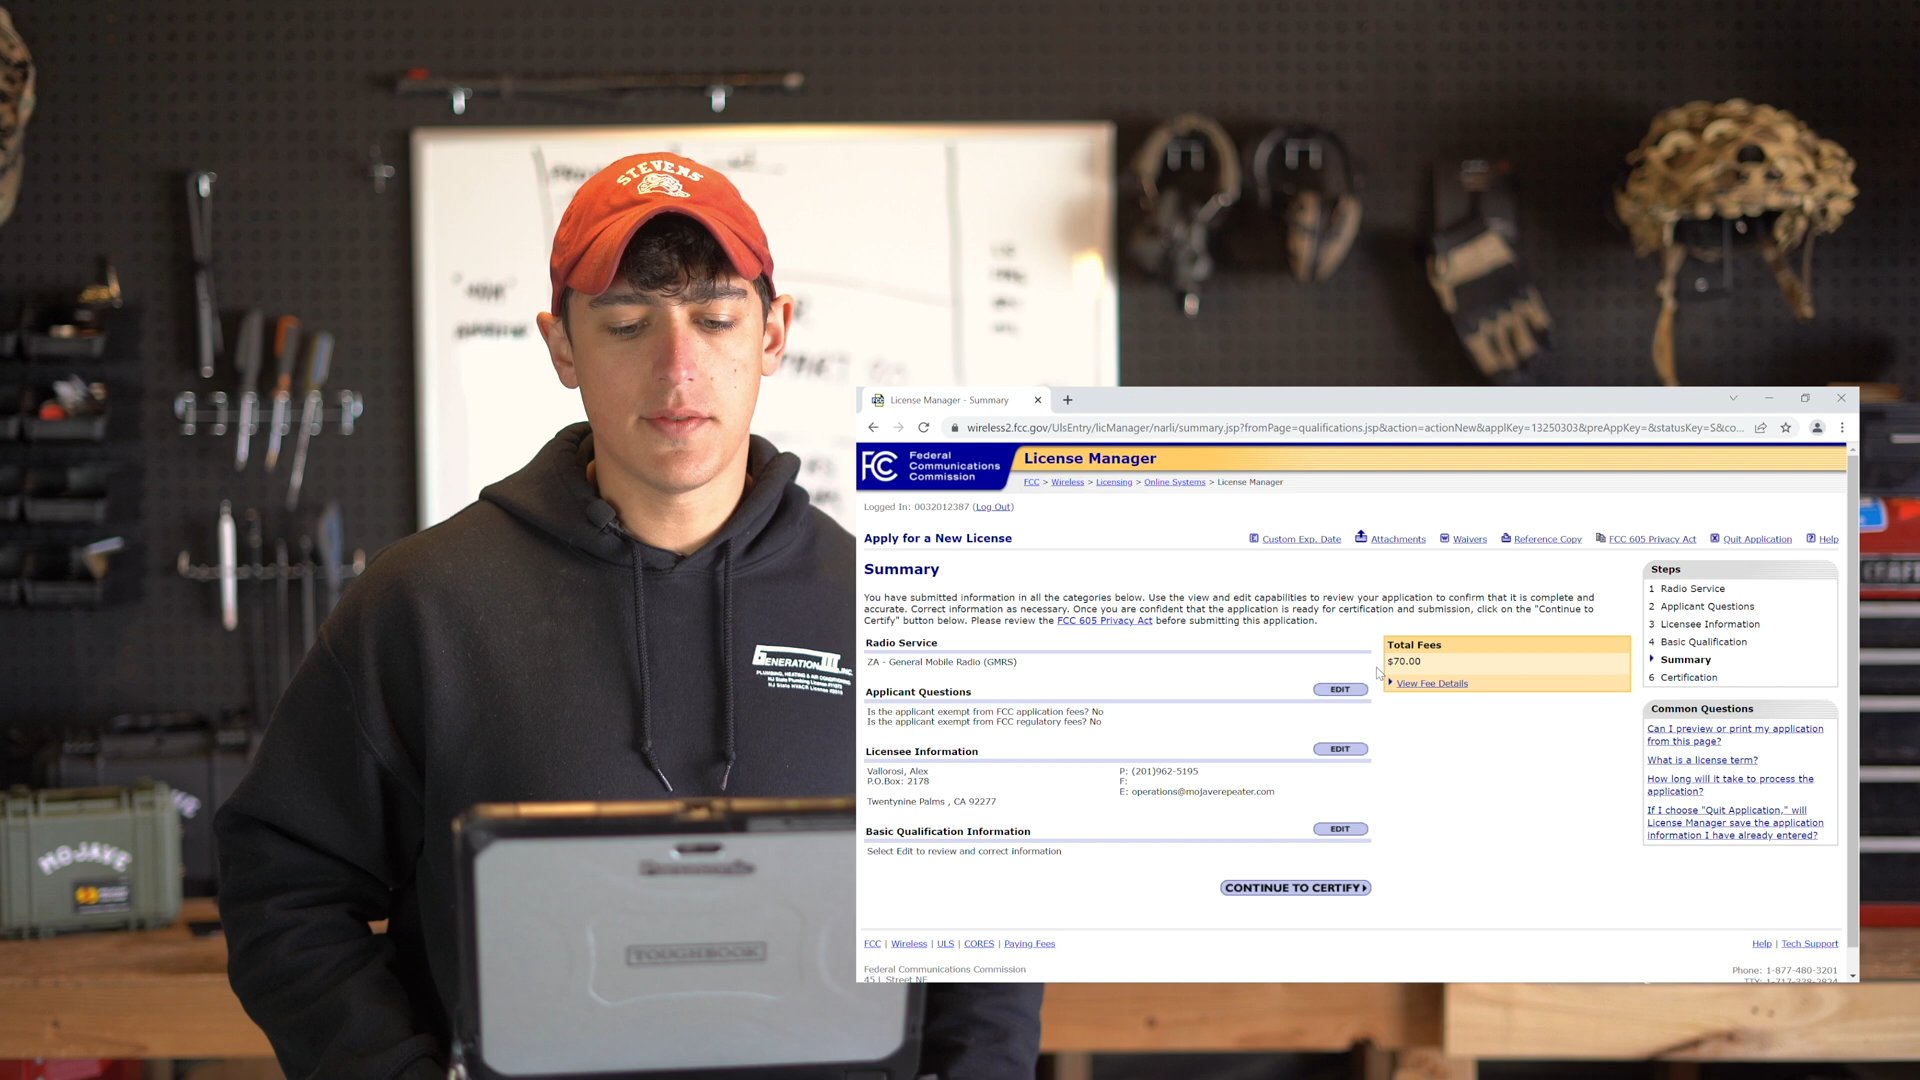 STEVENS
GENERATION III, INC.
PLUMBING, HEATING & AIR CONDITIONING
MOJAVE
TOUGHBOOK
License Manager - Summary
wireless2.fcc.gov/UlsEntry/licManager/narli/summary.jsp?fromPage=qualifications.jsp&action=actionNew&applKey=13250303&preAppKey=&statusKey=S&co...
FCC Federal Communications Commission
License Manager
FCC > Wireless > Licensing > Online Systems > License Manager
Logged In: 0032012387 (Log Out)
Apply for a New License
Custom Exp. Date Attachments Waivers Reference Copy FCC 605 Privacy Act Quit Application Help
Summary
You have submitted information in all the categories below. Use the view and edit capabilities to review your application to confirm that it is complete and
accurate. Correct information as necessary. Once you are confident that the application is ready for certification and submission, click on the "Continue to
Certify" button below. Please review the FCC 605 Privacy Act before submitting this application.
Radio Service
ZA - General Mobile Radio (GMRS)
Applicant Questions EDIT
Is the applicant exempt from FCC application fees? No
Is the applicant exempt from FCC regulatory fees? No
Licensee Information EDIT
Vallorosi, Alex P: (201)962-5195
P.O.Box: 2178 F:
E: operations@mojaverepeater.com
Twentynine Palms , CA 92277
Basic Qualification Information EDIT
Select Edit to review and correct information
CONTINUE TO CERTIFY
Total Fees
$70.00
View Fee Details
Steps
1 Radio Service
2 Applicant Questions
3 Licensee Information
4 Basic Qualification
Summary
6 Certification
Common Questions
Can I preview or print my application
from this page?
What is a license term?
How long will it take to process the
application?
If I choose "Quit Application," will
License Manager save the application
information I have already entered?
FCC | Wireless | ULS | CORES | Paying Fees
Help | Tech Support
Federal Communications Commission
Phone: 1-877-480-3201
45 L Street NE